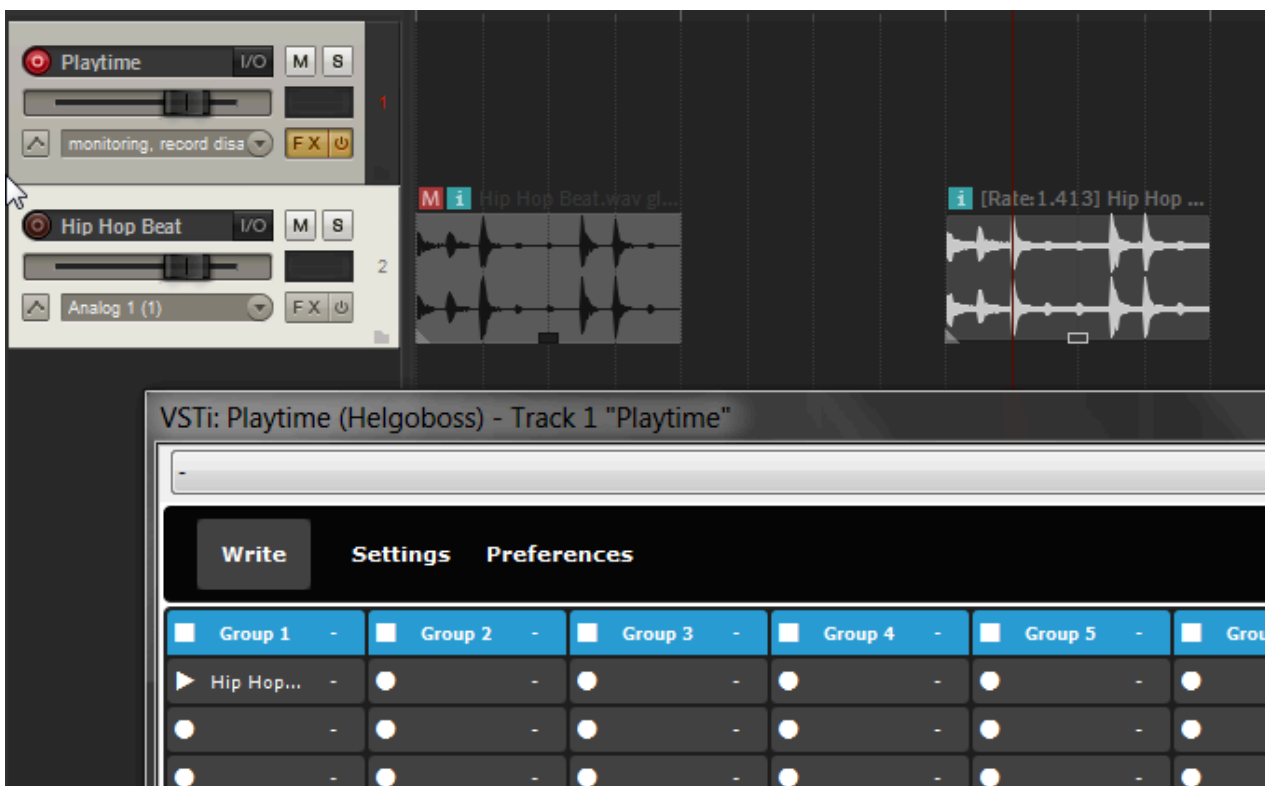 Playtime I/O M S
1
monitoring, record disa FX
M i Hip Hop Beat.wav gl...
i [Rate:1.413] Hip Hop ...
Hip Hop Beat I/O M S
2
Analog 1 (1) FX
VSTi: Playtime (Helgoboss) - Track 1 "Playtime"
-
Write Settings Preferences
Group 1 - Group 2 - Group 3 - Group 4 - Group 5 - Grou
Hip Hop... - - - - -
- - - - -
- - - - -